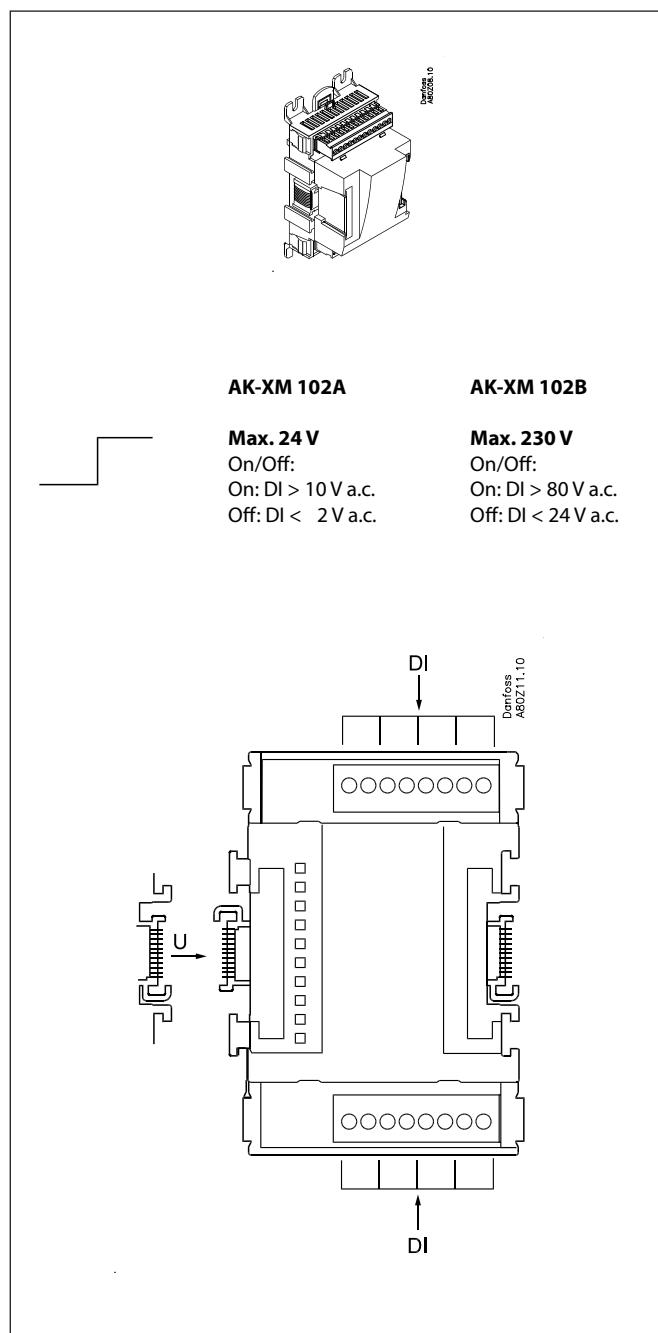 Danfoss
A80Z08.10
AK-XM 102A
Max. 24 V
On/Off:
On: DI > 10 V a.c.
Off: DI < 2 V a.c.
AK-XM 102B
Max. 230 V
On/Off:
On: DI > 80 V a.c.
Off: DI < 24 V a.c.
DI
Danfoss
A80Z11.10
U
DI